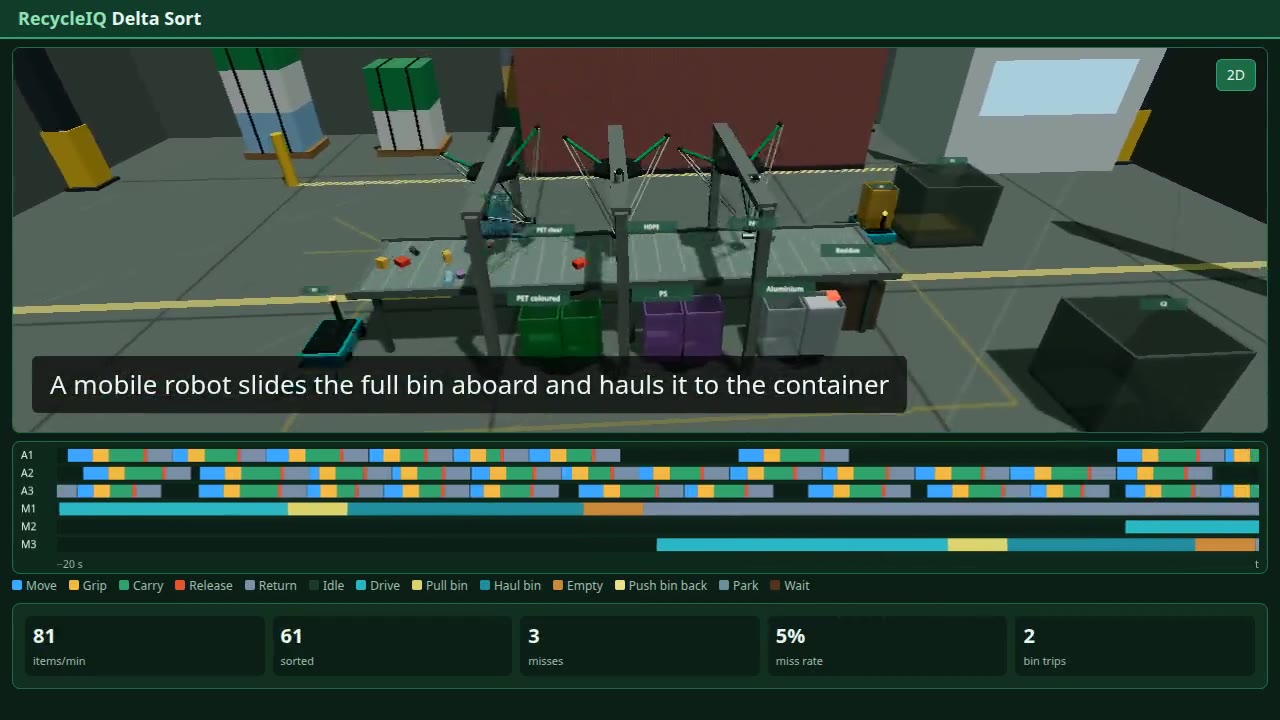 RecycleIQ Delta Sort
2D
PET clear
HDPE
PET coloured
PS
Aluminium
Residue
A mobile robot slides the full bin aboard and hauls it to the container
A1
A2
A3
M1
M2
M3
−20 s
t
Move
Grip
Carry
Release
Return
Idle
Drive
Pull bin
Haul bin
Empty
Push bin back
Park
Wait
81
items/min
61
sorted
3
misses
5%
miss rate
2
bin trips